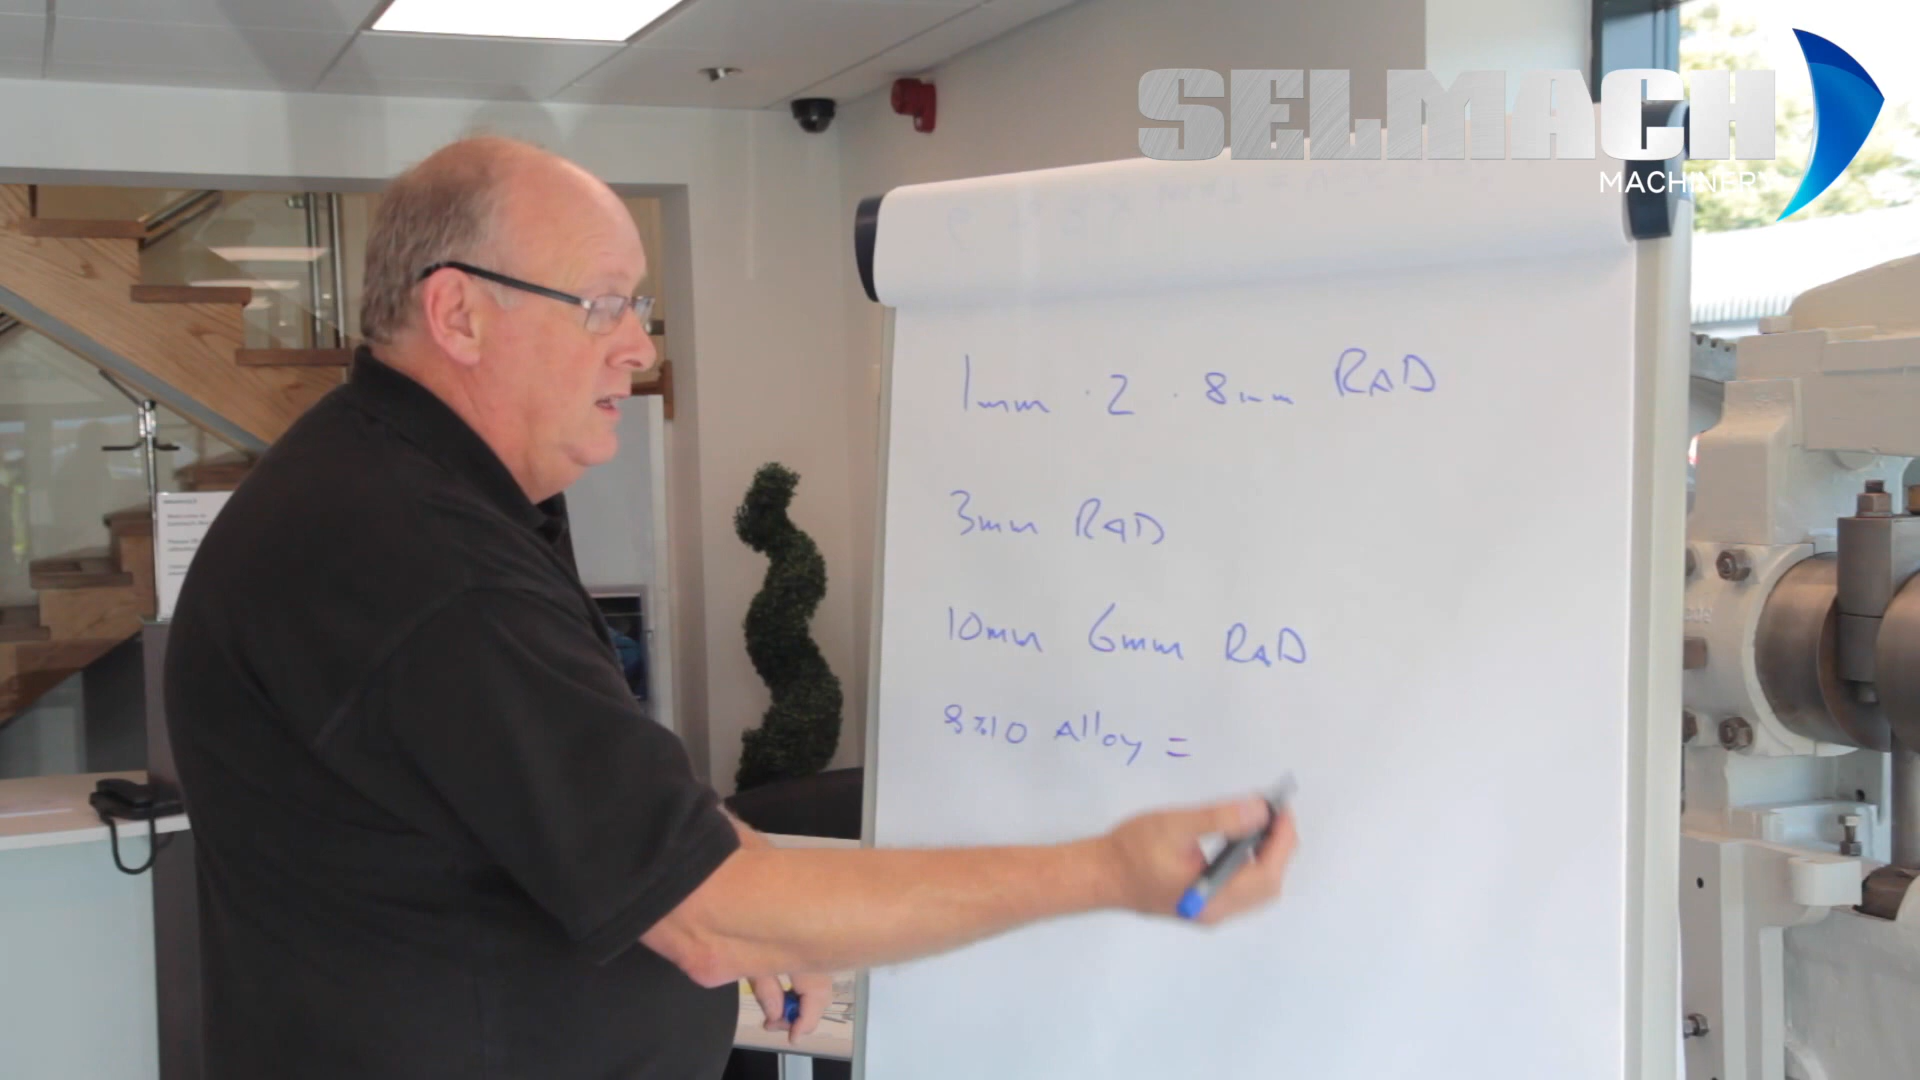 SELMACH
MACHINERY
1mm . 2 . 8mm RAD
3mm RAD
10mm 6mm RAD
8%10 Alloy =